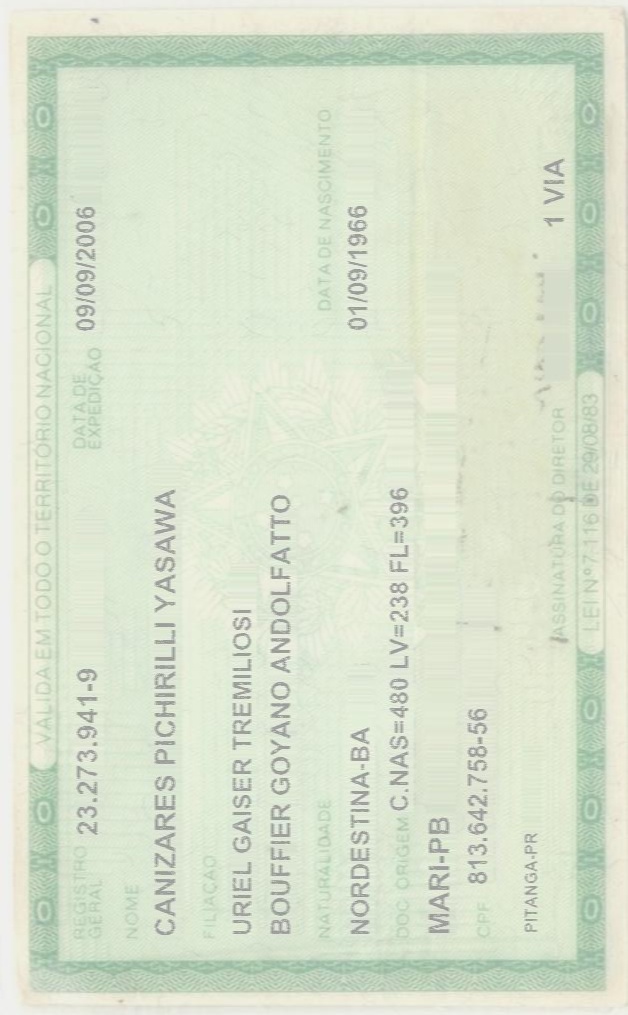 VALIDA EM TODO O TERRITÓRIO NACIONAL
REGISTRO GERAL 23.273.941-9 DATA DE EXPEDIÇÃO 09/09/2006
NOME
CANIZARES PICHIRILLI YASAWA
FILIAÇÃO
URIEL GAISER TREMILIOSI
BOUFFIER GOYANO ANDOLFATTO
NATURALIDADE DATA DE NASCIMENTO
NORDESTINA-BA 01/09/1966
DOC ORIGEM C.NAS=480 LV=238 FL=396
MARI-PB
CPF 813.642.758-56
PITANGA-PR 1 VIA
ASSINATURA DO DIRETOR
LEI Nº 7.116 DE 29/08/83